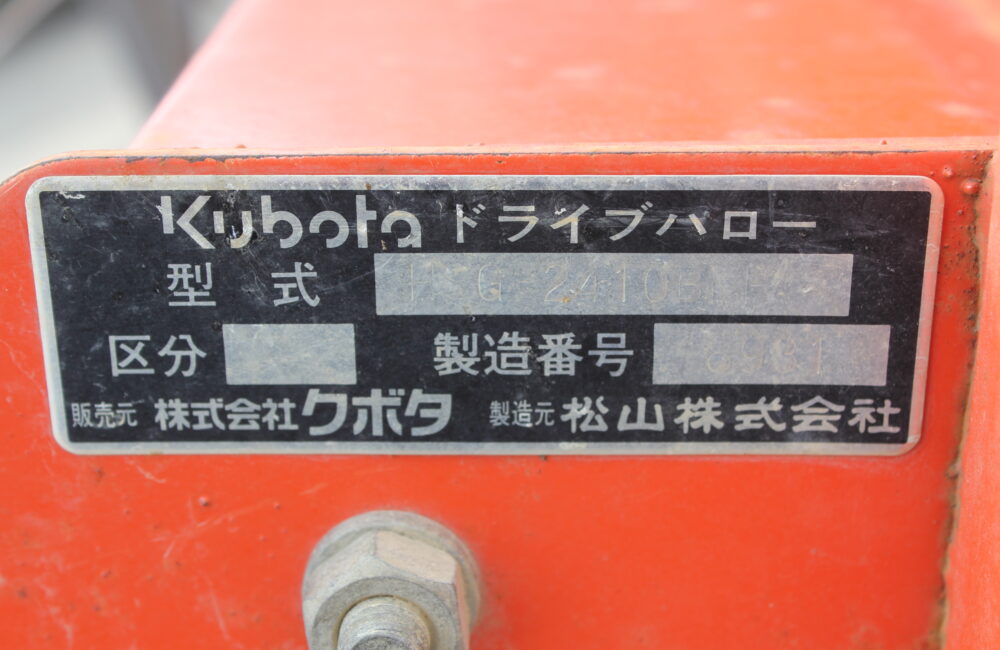 Kubota ドライブハロー
型式
区分 製造番号
販売元 株式会社クボタ 製造元 松山株式会社